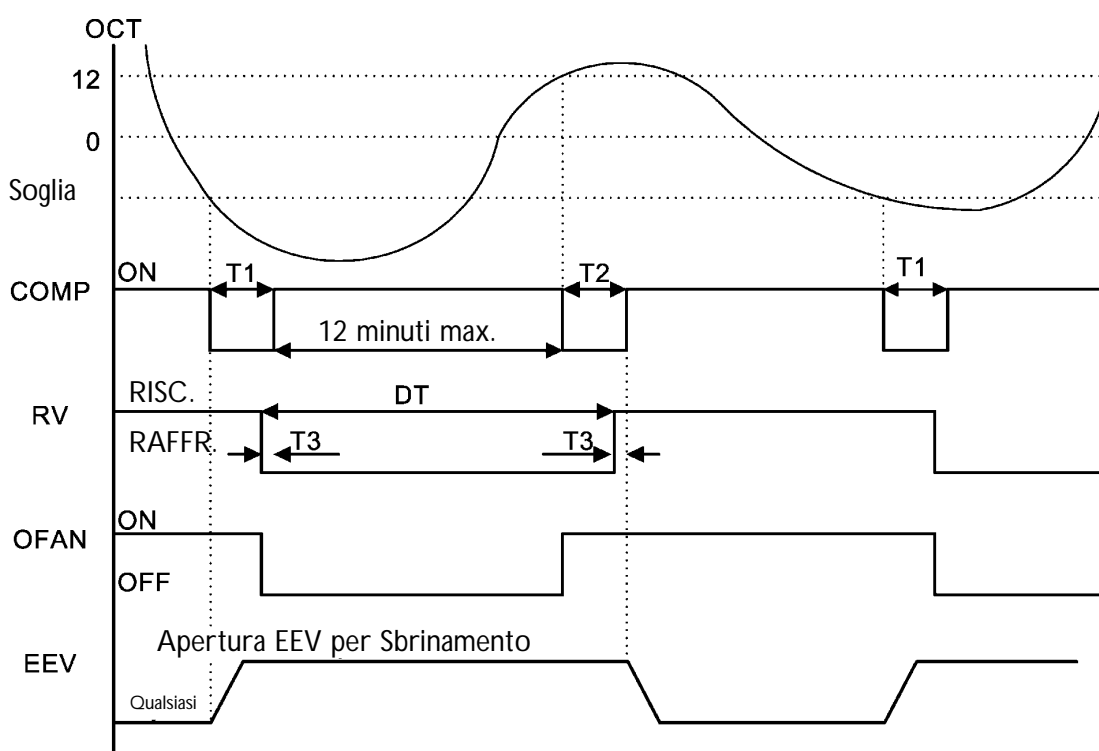 OCT
12
0
Soglia
ON
T1
T2
T1
COMP
12 minuti max.
RISC.
DT
RV
RAFFR.
T3
T3
ON
OFAN
OFF
Apertura EEV per Sbrinamento
EEV
Qualsiasi